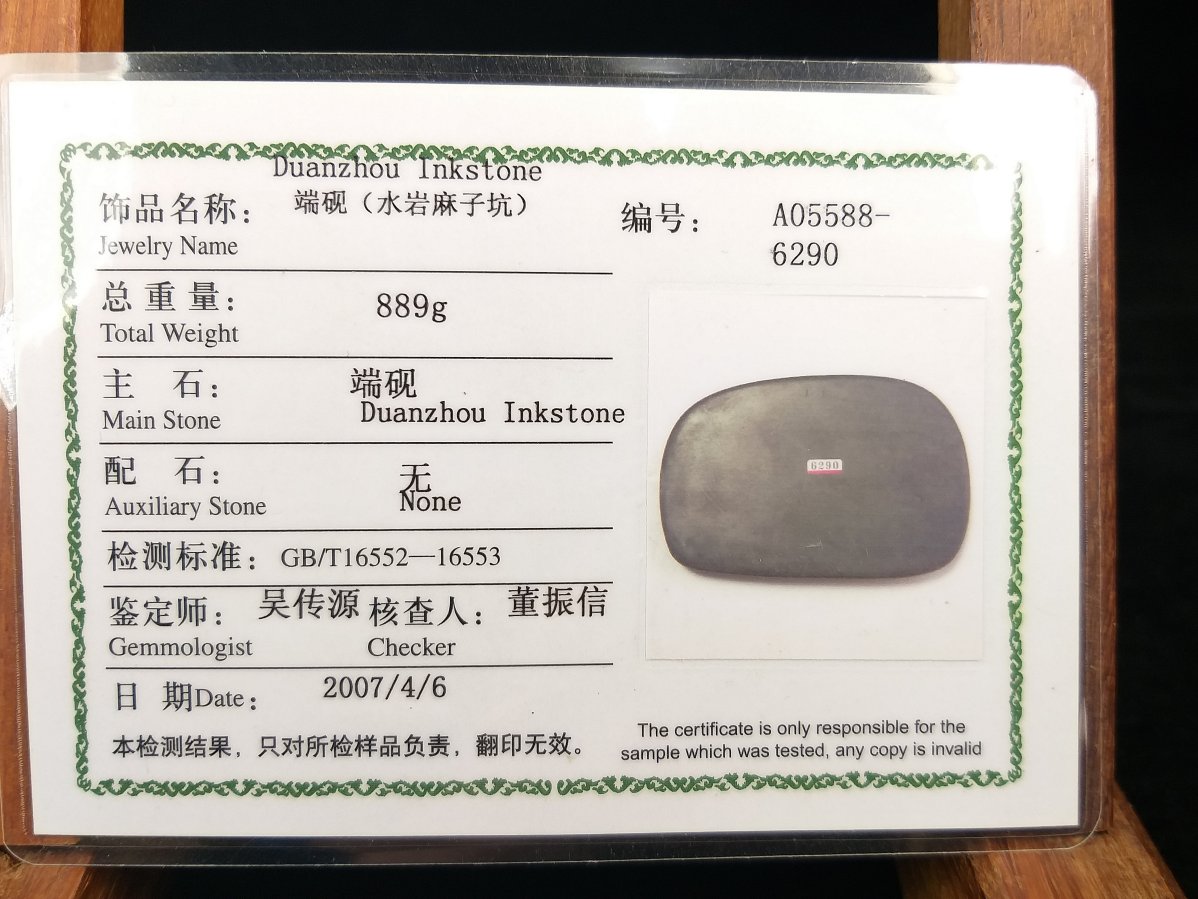 Duanzhou Inkstone
饰品名称： 端砚（水岩麻子坑）
Jewelry Name
编号： A05588-
6290
总重量： 889g
Total Weight
主 石： 端砚
Main Stone Duanzhou Inkstone
配 石： 无
Auxiliary Stone None
检测标准： GB/T16552—16553
鉴定师： 吴传源 核查人： 董振信
Gemmologist Checker
日 期Date： 2007/4/6
本检测结果，只对所检样品负责，翻印无效。
6290
The certificate is only responsible for the
sample which was tested, any copy is invalid